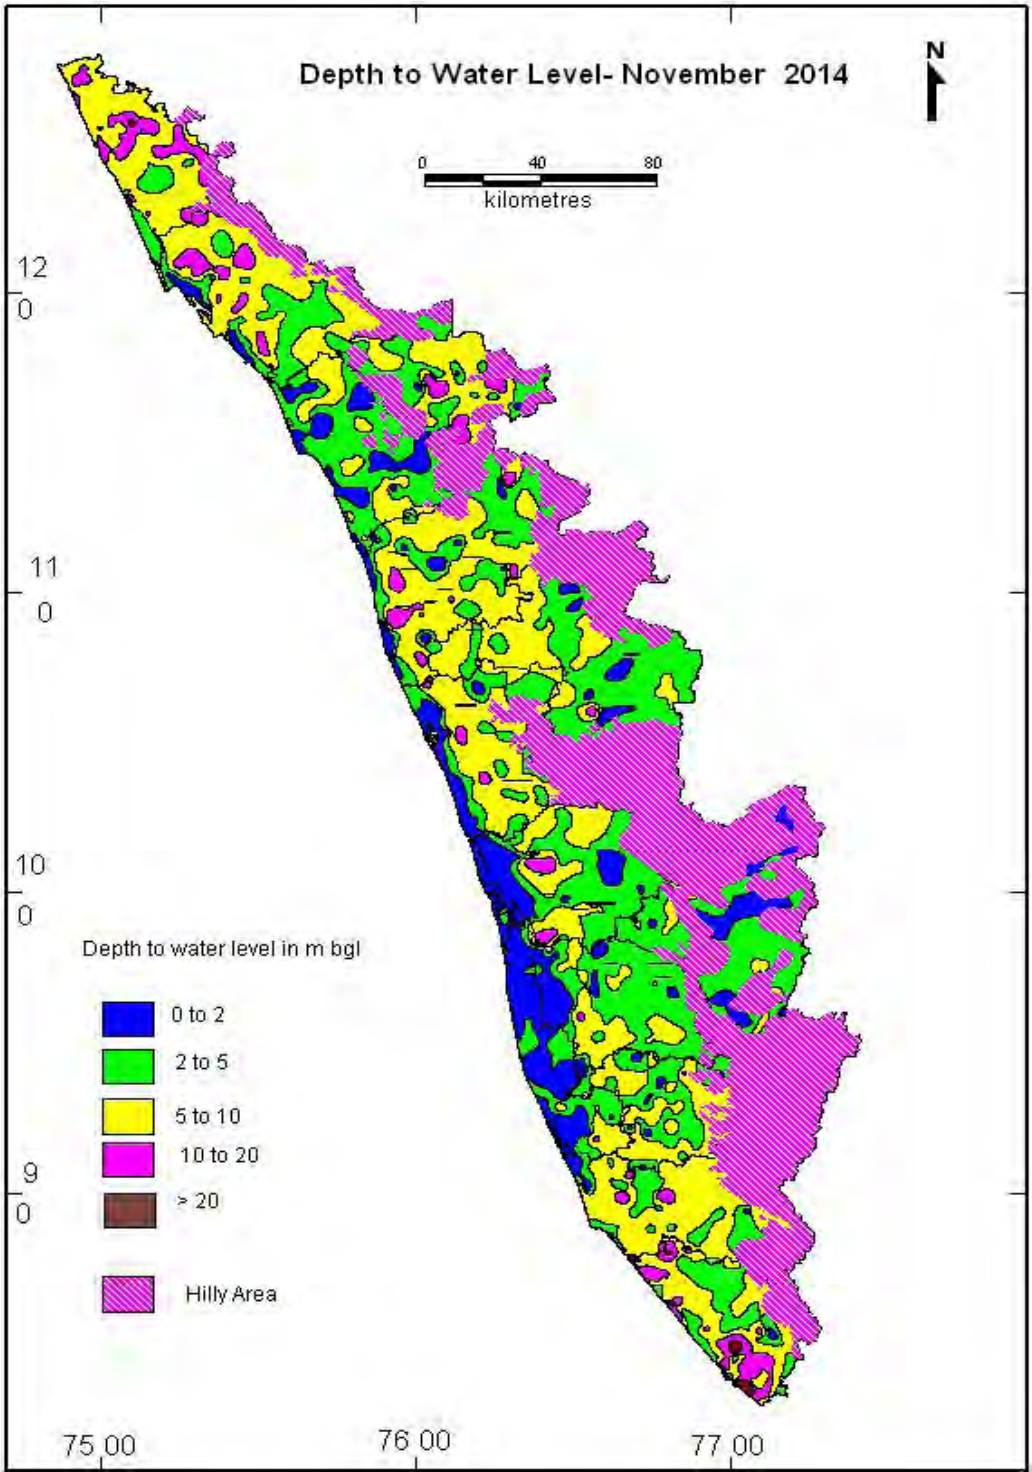 Depth to Water Level- November 2014
N
0 40 80
kilometres
12
0
11
0
10
0
9
0
Depth to water level in m bgl
0 to 2
2 to 5
5 to 10
10 to 20
> 20
Hilly Area
75 00 76 00 77 00